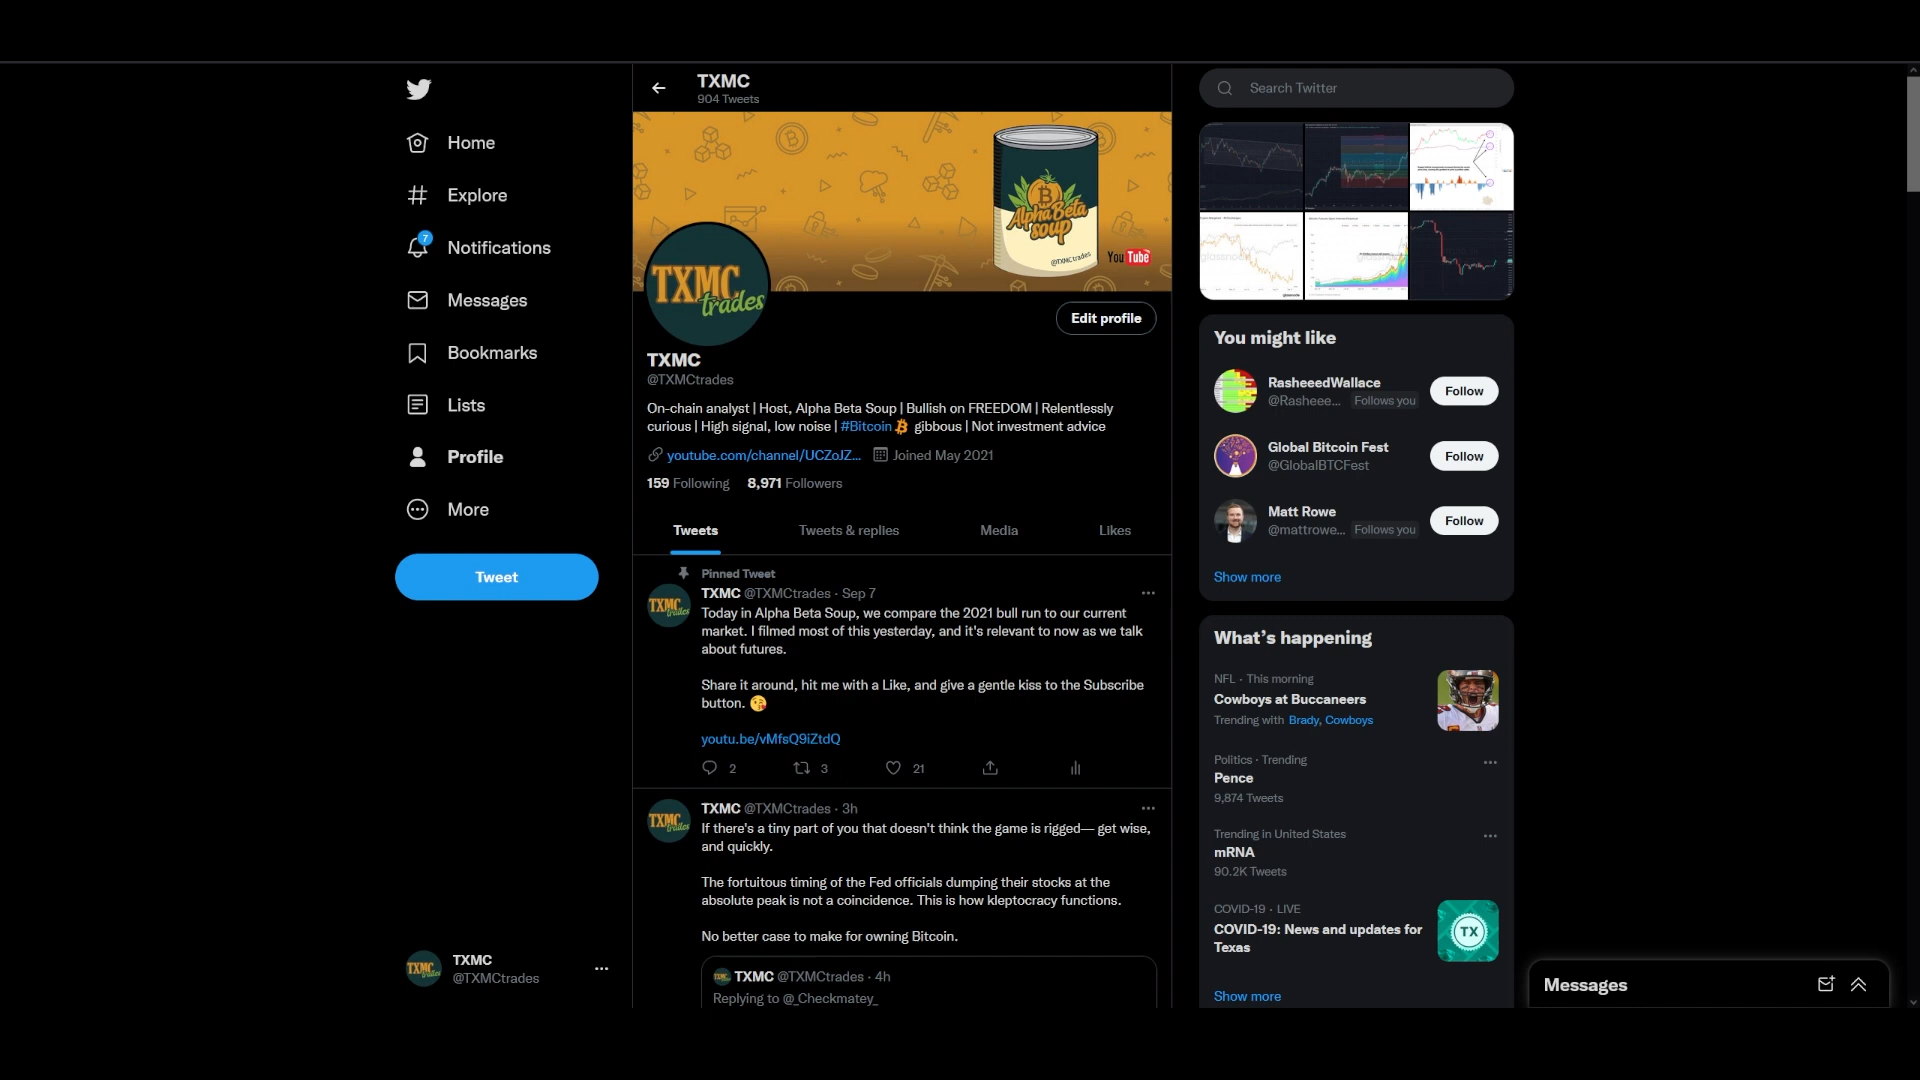 Home
Explore
7
Notifications
Messages
Bookmarks
Lists
Profile
More
Tweet
TXMC
@TXMCtrades
TXMC
904 Tweets
Alpha Beta
soup
@TXMCtrades
YouTube
TXMC
trades
Edit profile
TXMC
@TXMCtrades
On-chain analyst | Host, Alpha Beta Soup | Bullish on FREEDOM | Relentlessly
curious | High signal, low noise | #Bitcoin gibbous | Not investment advice
youtube.com/channel/UCZoJZ... Joined May 2021
159 Following 8,971 Followers
Tweets Tweets & replies Media Likes
Pinned Tweet
TXMC @TXMCtrades · Sep 7
Today in Alpha Beta Soup, we compare the 2021 bull run to our current
market. I filmed most of this yesterday, and it's relevant to now as we talk
about futures.
Share it around, hit me with a Like, and give a gentle kiss to the Subscribe
button. 😘
youtu.be/vMfsQ9iZtdQ
2 3 21
TXMC @TXMCtrades · 3h
If there's a tiny part of you that doesn't think the game is rigged— get wise,
and quickly.
The fortuitous timing of the Fed officials dumping their stocks at the
absolute peak is not a coincidence. This is how kleptocracy functions.
No better case to make for owning Bitcoin.
TXMC @TXMCtrades · 4h
Replying to @_Checkmatey_
Search Twitter
You might like
RasheeedWallace
@Rasheee... Follows you
Follow
Global Bitcoin Fest
@GlobalBTCFest
Follow
Matt Rowe
@mattrowe... Follows you
Follow
Show more
What's happening
NFL · This morning
Cowboys at Buccaneers
Trending with Brady, Cowboys
Politics · Trending
Pence
9,874 Tweets
Trending in United States
mRNA
90.2K Tweets
COVID-19 · LIVE
COVID-19: News and updates for
Texas
TX
Show more
Messages